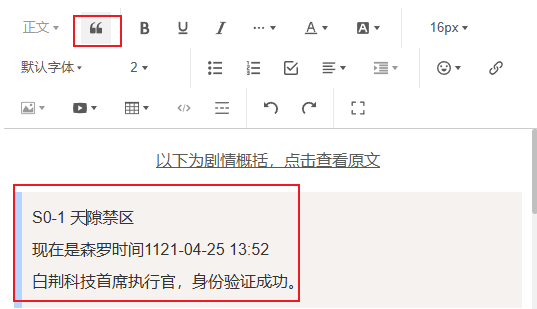 正文
B U I ... A A 16px
默认字体 2
以下为剧情概括，点击查看原文
S0-1 天隙禁区
现在是森罗时间1121-04-25 13:52
白荆科技首席执行官，身份验证成功。